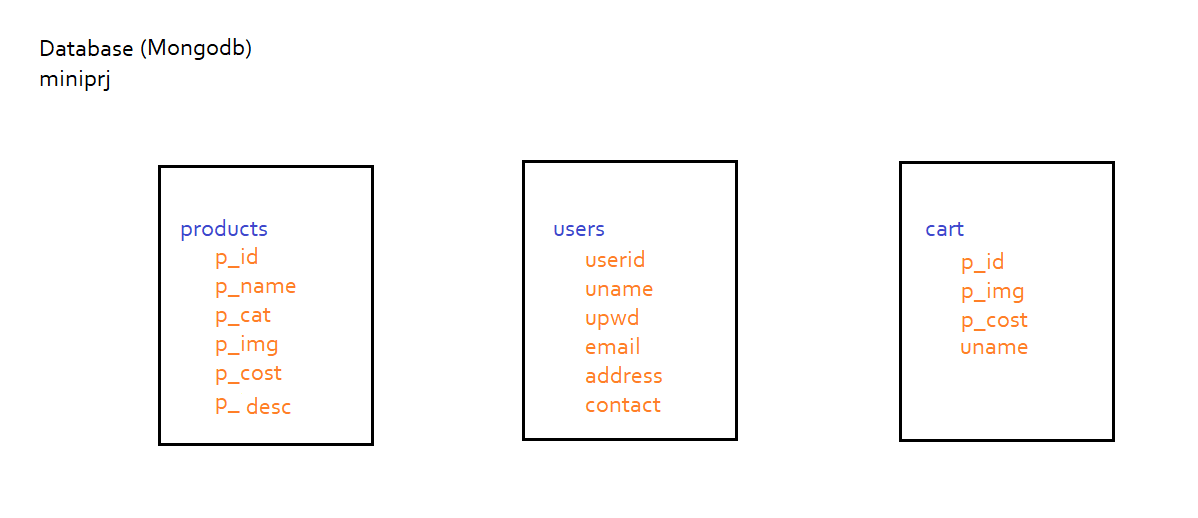 Database (Mongodb)
miniprj
products
p_id
p_name
p_cat
p_img
p_cost
p_ desc
users
userid
uname
upwd
email
address
contact
cart
p_id
p_img
p_cost
uname